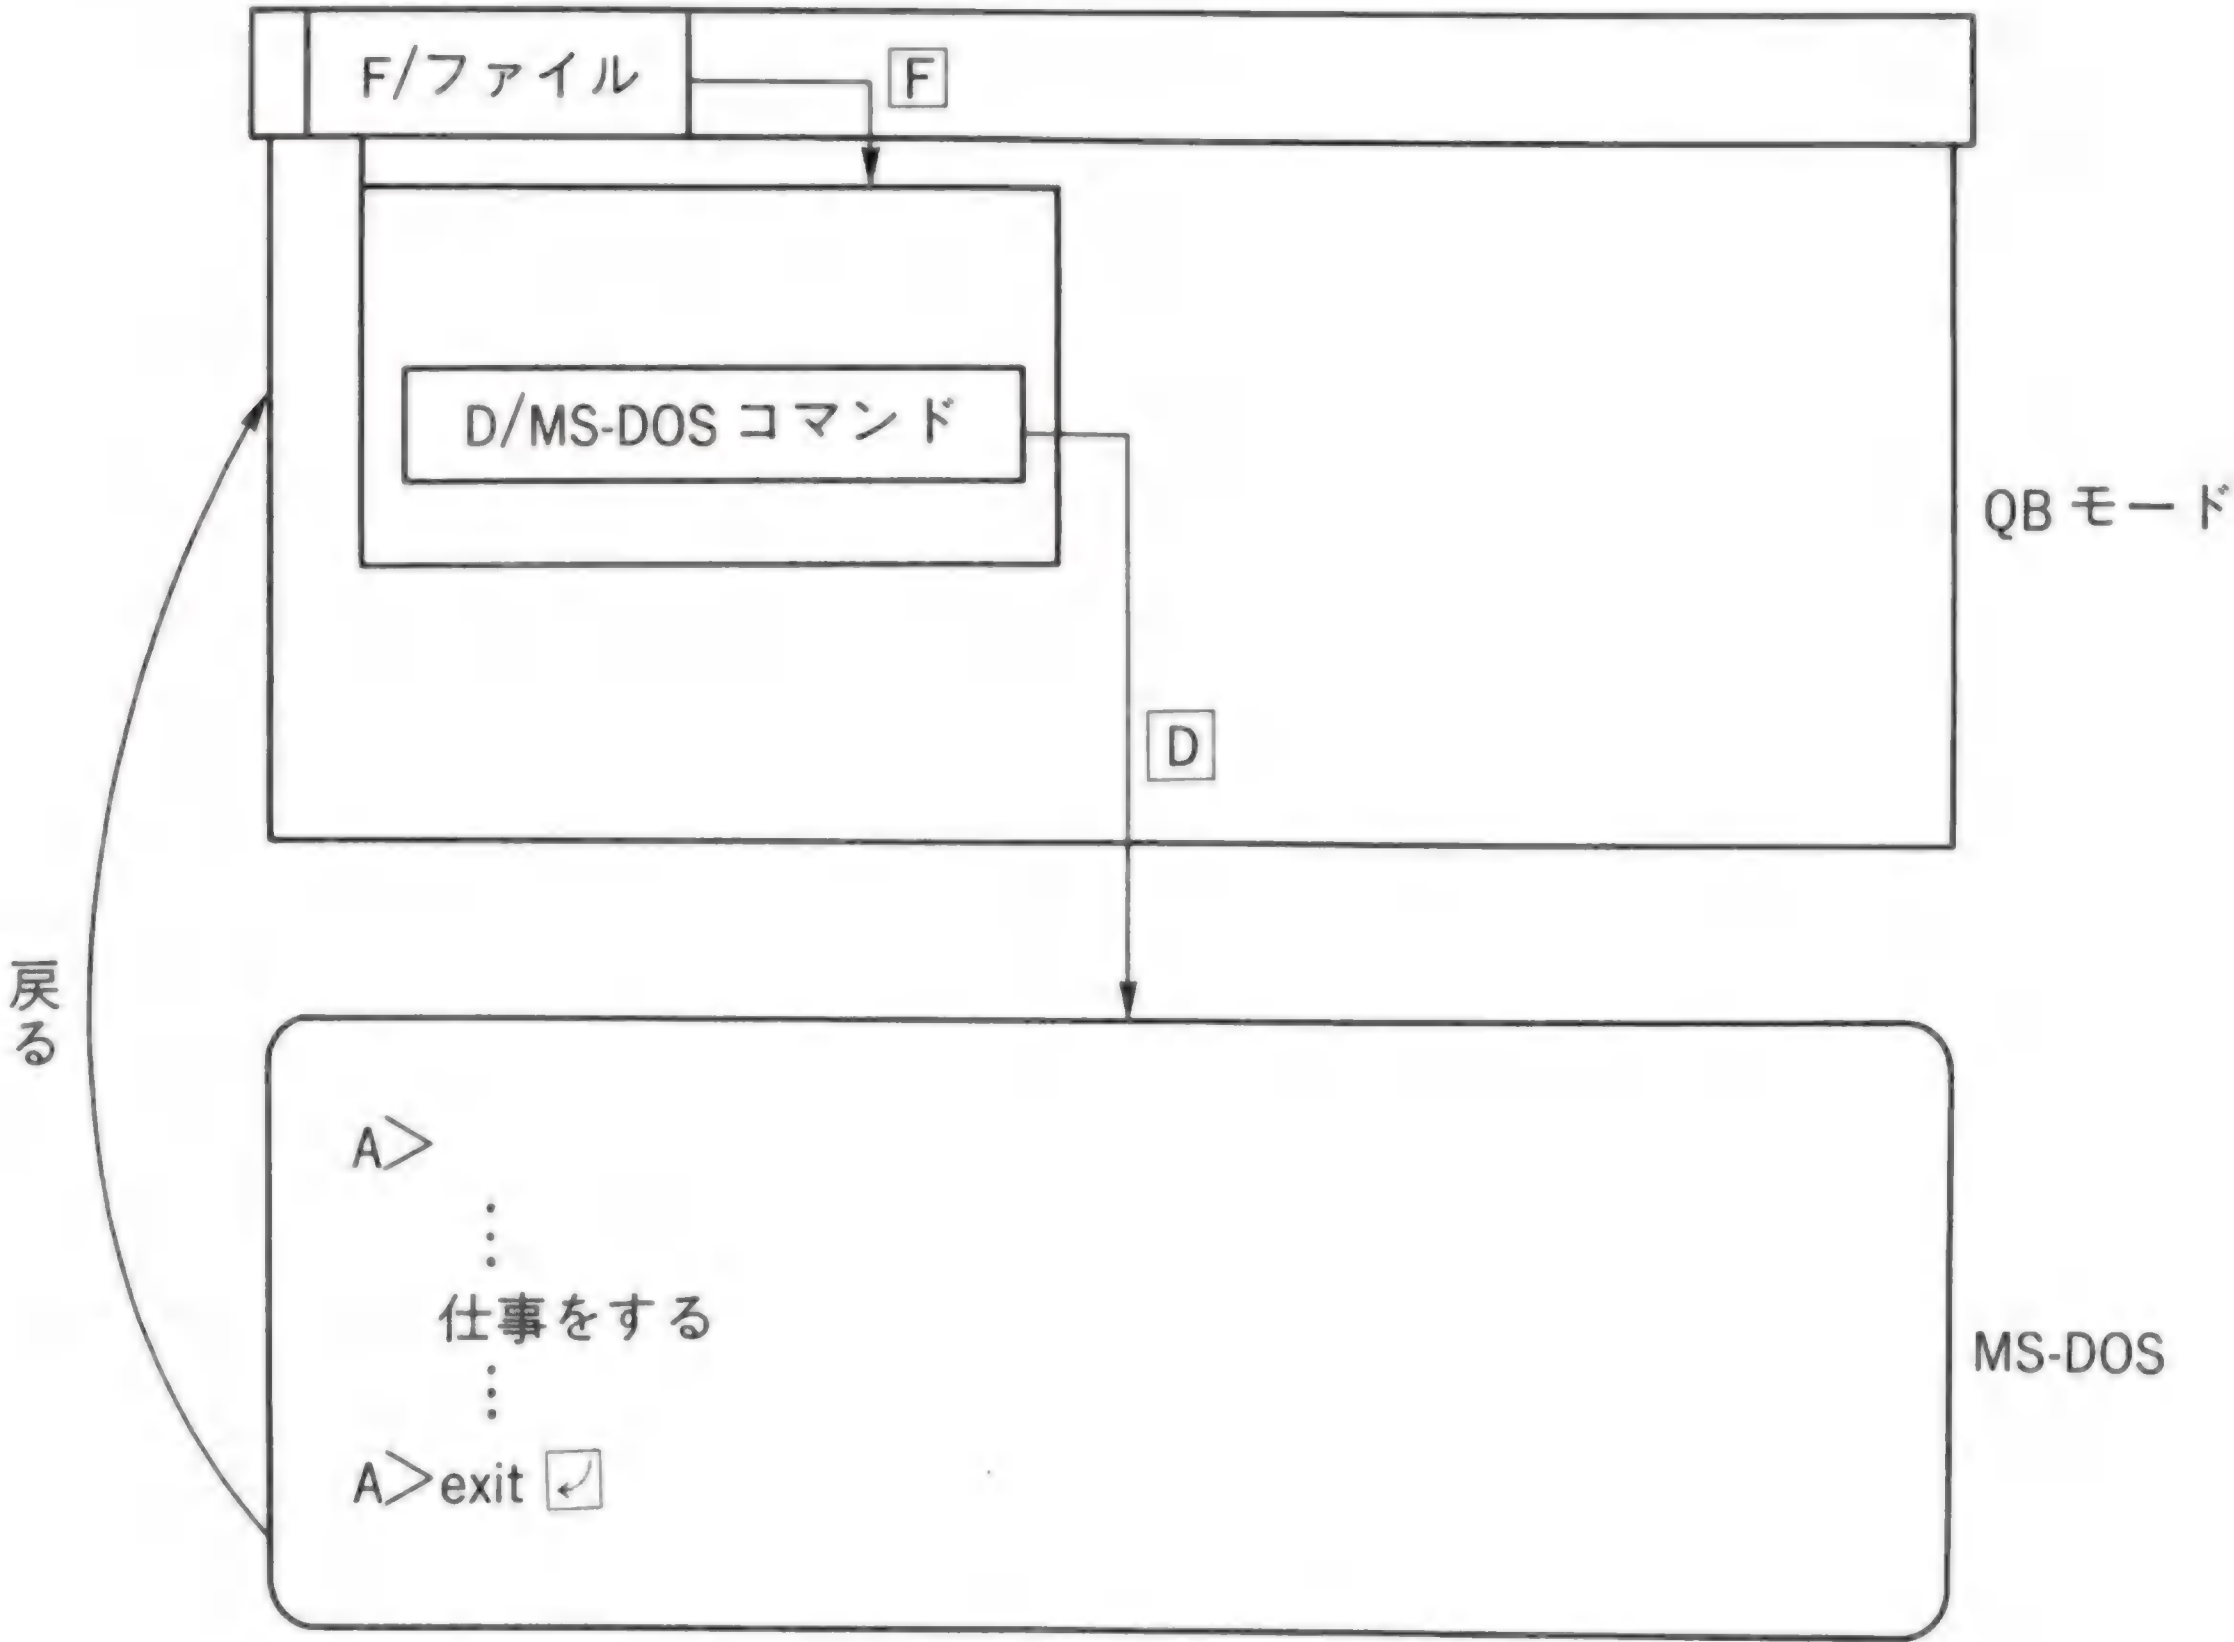 F/ファイル
F
D/MS-DOS コマンド
QB モード
D
戻る
A>
⋮
仕事をする
⋮
A>exit ↙
MS-DOS